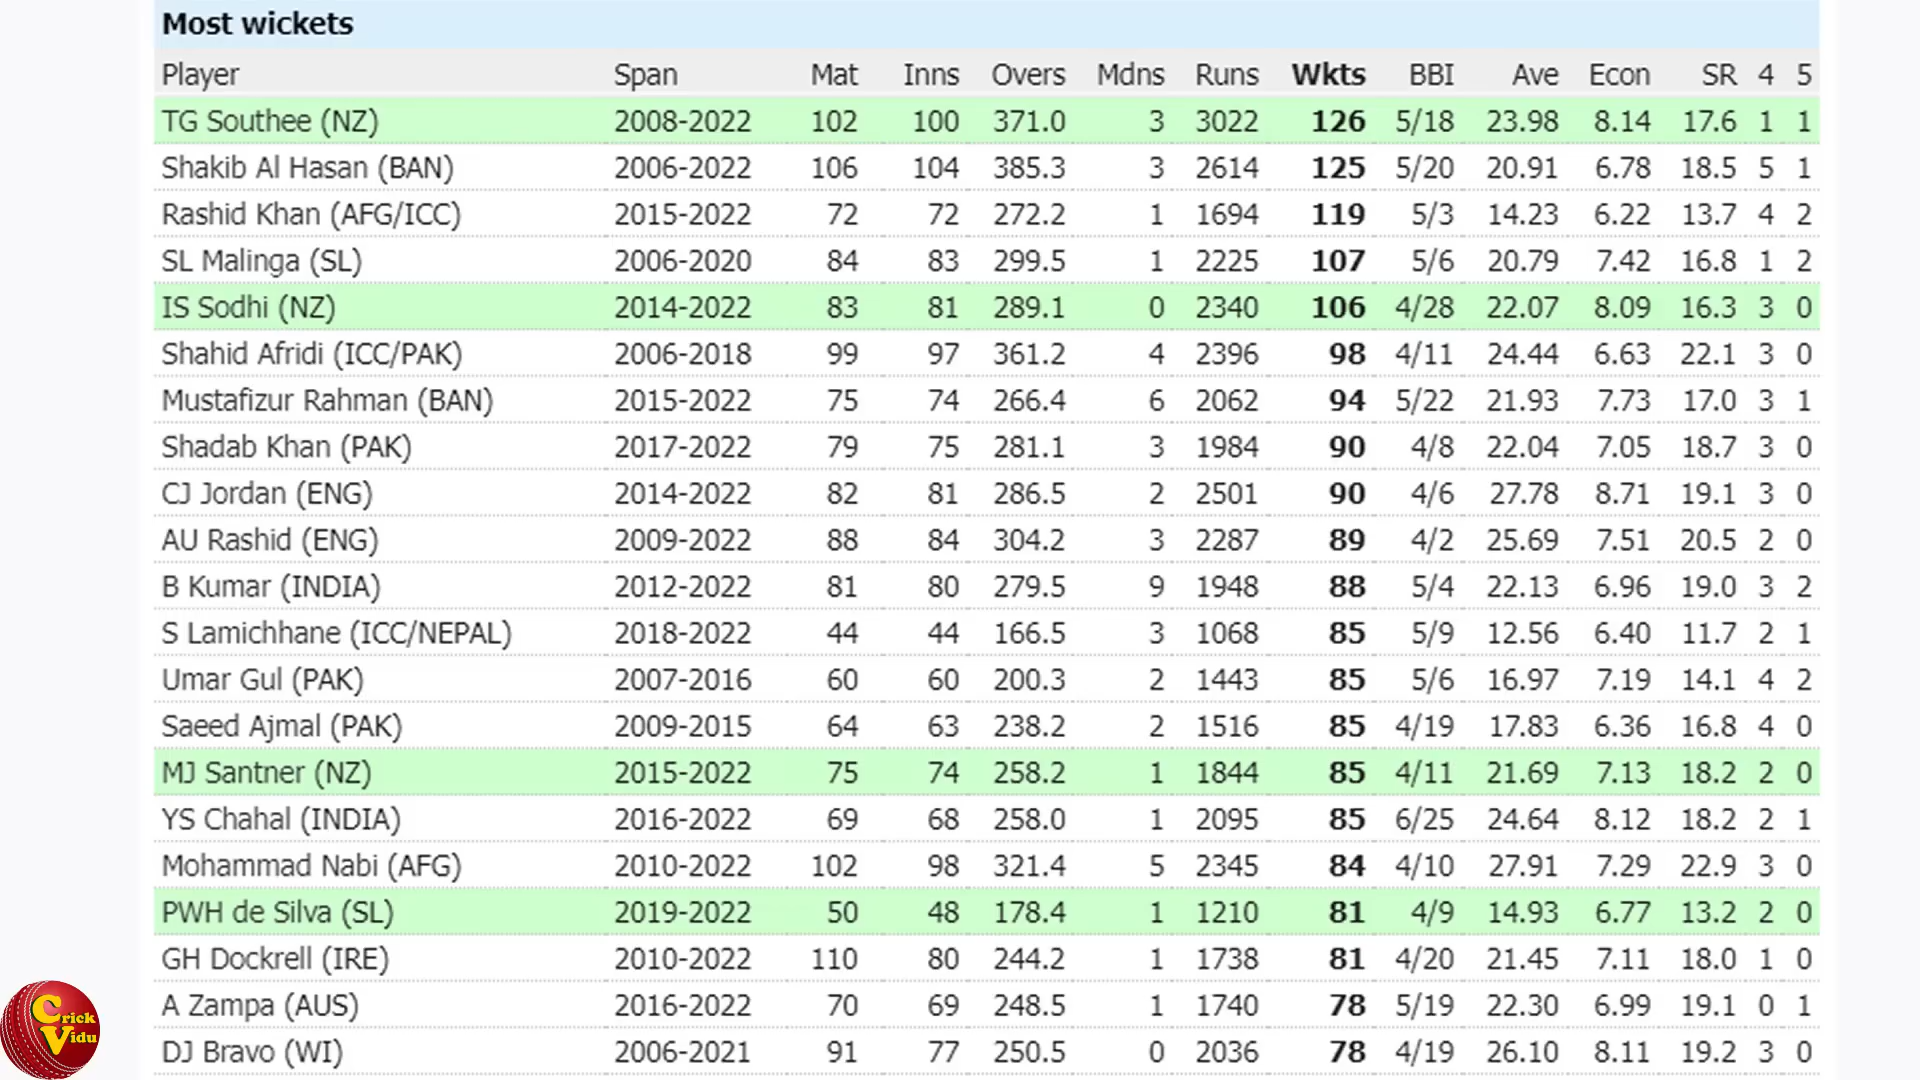 Most wickets
Player Span Mat Inns Overs Mdns Runs Wkts BBI Ave Econ SR 4 5
TG Southee (NZ) 2008-2022 102 100 371.0 3 3022 126 5/18 23.98 8.14 17.6 1 1
Shakib Al Hasan (BAN) 2006-2022 106 104 385.3 3 2614 125 5/20 20.91 6.78 18.5 5 1
Rashid Khan (AFG/ICC) 2015-2022 72 72 272.2 1 1694 119 5/3 14.23 6.22 13.7 4 2
SL Malinga (SL) 2006-2020 84 83 299.5 1 2225 107 5/6 20.79 7.42 16.8 1 2
IS Sodhi (NZ) 2014-2022 83 81 289.1 0 2340 106 4/28 22.07 8.09 16.3 3 0
Shahid Afridi (ICC/PAK) 2006-2018 99 97 361.2 4 2396 98 4/11 24.44 6.63 22.1 3 0
Mustafizur Rahman (BAN) 2015-2022 75 74 266.4 6 2062 94 5/22 21.93 7.73 17.0 3 1
Shadab Khan (PAK) 2017-2022 79 75 281.1 3 1984 90 4/8 22.04 7.05 18.7 3 0
CJ Jordan (ENG) 2014-2022 82 81 286.5 2 2501 90 4/6 27.78 8.71 19.1 3 0
AU Rashid (ENG) 2009-2022 88 84 304.2 3 2287 89 4/2 25.69 7.51 20.5 2 0
B Kumar (INDIA) 2012-2022 81 80 279.5 9 1948 88 5/4 22.13 6.96 19.0 3 2
S Lamichhane (ICC/NEPAL) 2018-2022 44 44 166.5 3 1068 85 5/9 12.56 6.40 11.7 2 1
Umar Gul (PAK) 2007-2016 60 60 200.3 2 1443 85 5/6 16.97 7.19 14.1 4 2
Saeed Ajmal (PAK) 2009-2015 64 63 238.2 2 1516 85 4/19 17.83 6.36 16.8 4 0
MJ Santner (NZ) 2015-2022 75 74 258.2 1 1844 85 4/11 21.69 7.13 18.2 2 0
YS Chahal (INDIA) 2016-2022 69 68 258.0 1 2095 85 6/25 24.64 8.12 18.2 2 1
Mohammad Nabi (AFG) 2010-2022 102 98 321.4 5 2345 84 4/10 27.91 7.29 22.9 3 0
PWH de Silva (SL) 2019-2022 50 48 178.4 1 1210 81 4/9 14.93 6.77 13.2 2 0
GH Dockrell (IRE) 2010-2022 110 80 244.2 1 1738 81 4/20 21.45 7.11 18.0 1 0
A Zampa (AUS) 2016-2022 70 69 248.5 1 1740 78 5/19 22.30 6.99 19.1 0 1
DJ Bravo (WI) 2006-2021 91 77 250.5 0 2036 78 4/19 26.10 8.11 19.2 3 0
Crick
Vidu